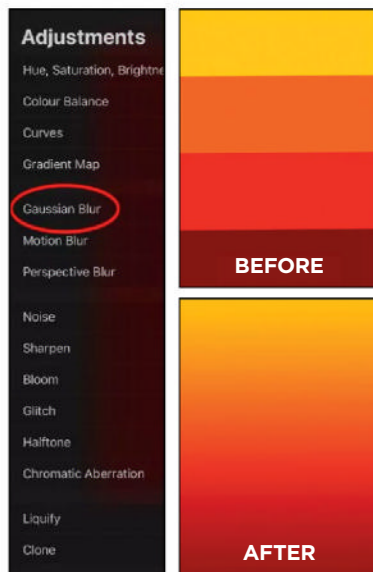 Adjustments
Hue, Saturation, Brightne
Colour Balance
Curves
Gradient Map
Gaussian Blur
Motion Blur
Perspective Blur
Noise
Sharpen
Bloom
Glitch
Halftone
Chromatic Aberration
Liquify
Clone
BEFORE
AFTER